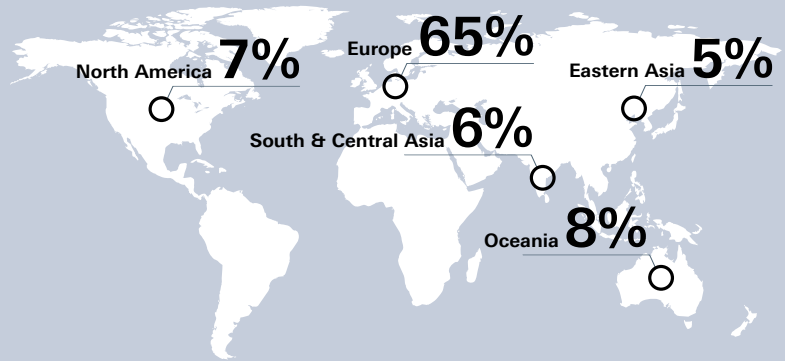 Europe 65%
North America 7%
Eastern Asia 5%
South & Central Asia 6%
Oceania 8%